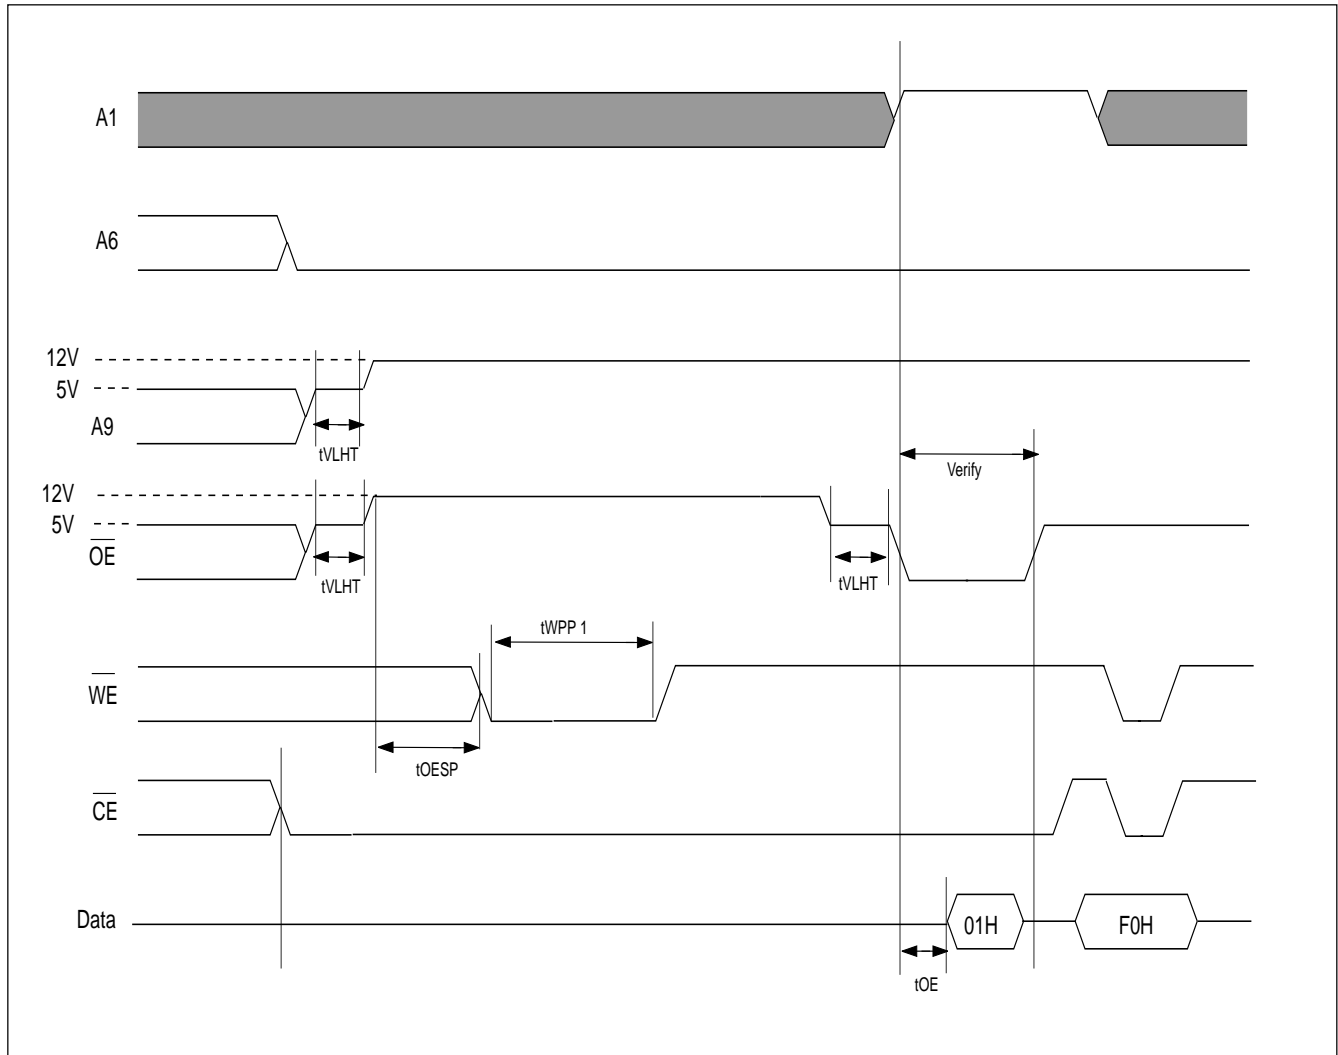 A1
A6
12V
5V
A9
tVLHT
Verify
12V
5V
OE
tVLHT
tVLHT
tWPP 1
WE
tOESP
CE
Data
01H
F0H
tOE